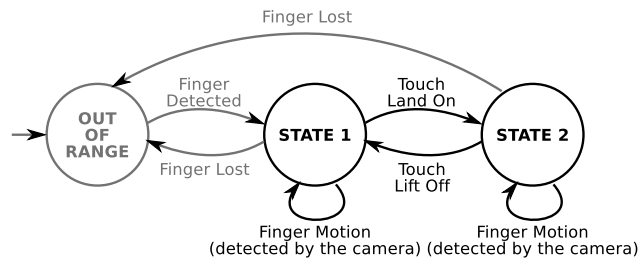 Finger Lost
Finger
Detected
Touch
Land On
OUT
OF
RANGE
STATE 1
STATE 2
Finger Lost
Touch
Lift Off
Finger Motion
(detected by the camera)
Finger Motion
(detected by the camera)